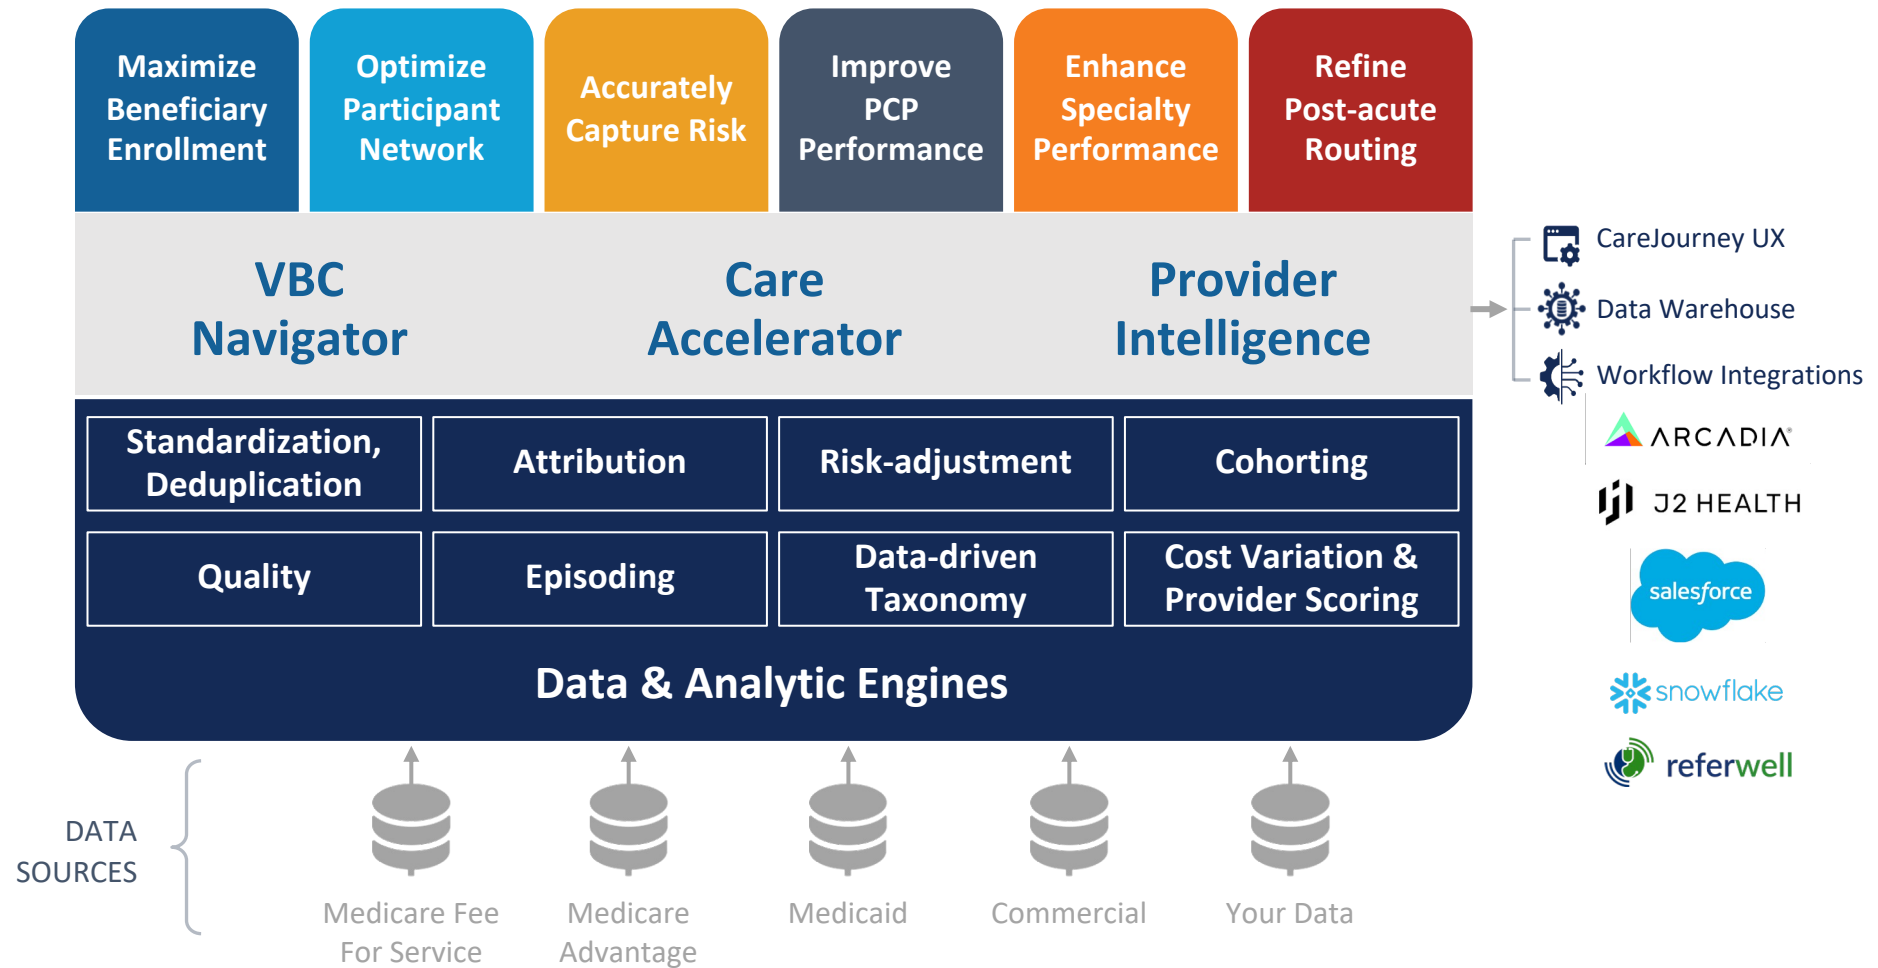 Maximize
Beneficiary
Enrollment
Optimize
Participant
Network
Accurately
Capture Risk
Improve
PCP
Performance
Enhance
Specialty
Performance
Refine
Post-acute
Routing
VBC
Navigator
Care
Accelerator
Provider
Intelligence
CareJourney UX
Data Warehouse
Workflow Integrations
ARCADIA®
J2 HEALTH
salesforce
snowflake
referwell
Standardization,
Deduplication
Attribution
Risk-adjustment
Cohorting
Quality
Episoding
Data-driven
Taxonomy
Cost Variation &
Provider Scoring
Data & Analytic Engines
DATA
SOURCES
Medicare Fee
For Service
Medicare
Advantage
Medicaid
Commercial
Your Data